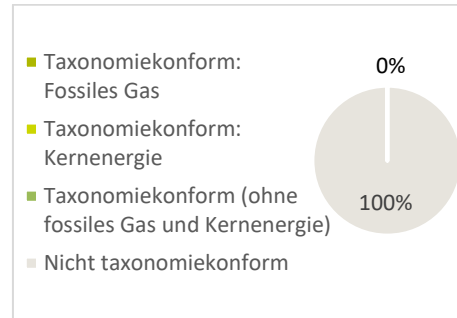 Taxonomiekonform:
Fossiles Gas
Taxonomiekonform:
Kernenergie
Taxonomiekonform (ohne
fossiles Gas und Kernenergie)
Nicht taxonomiekonform
0%
100%